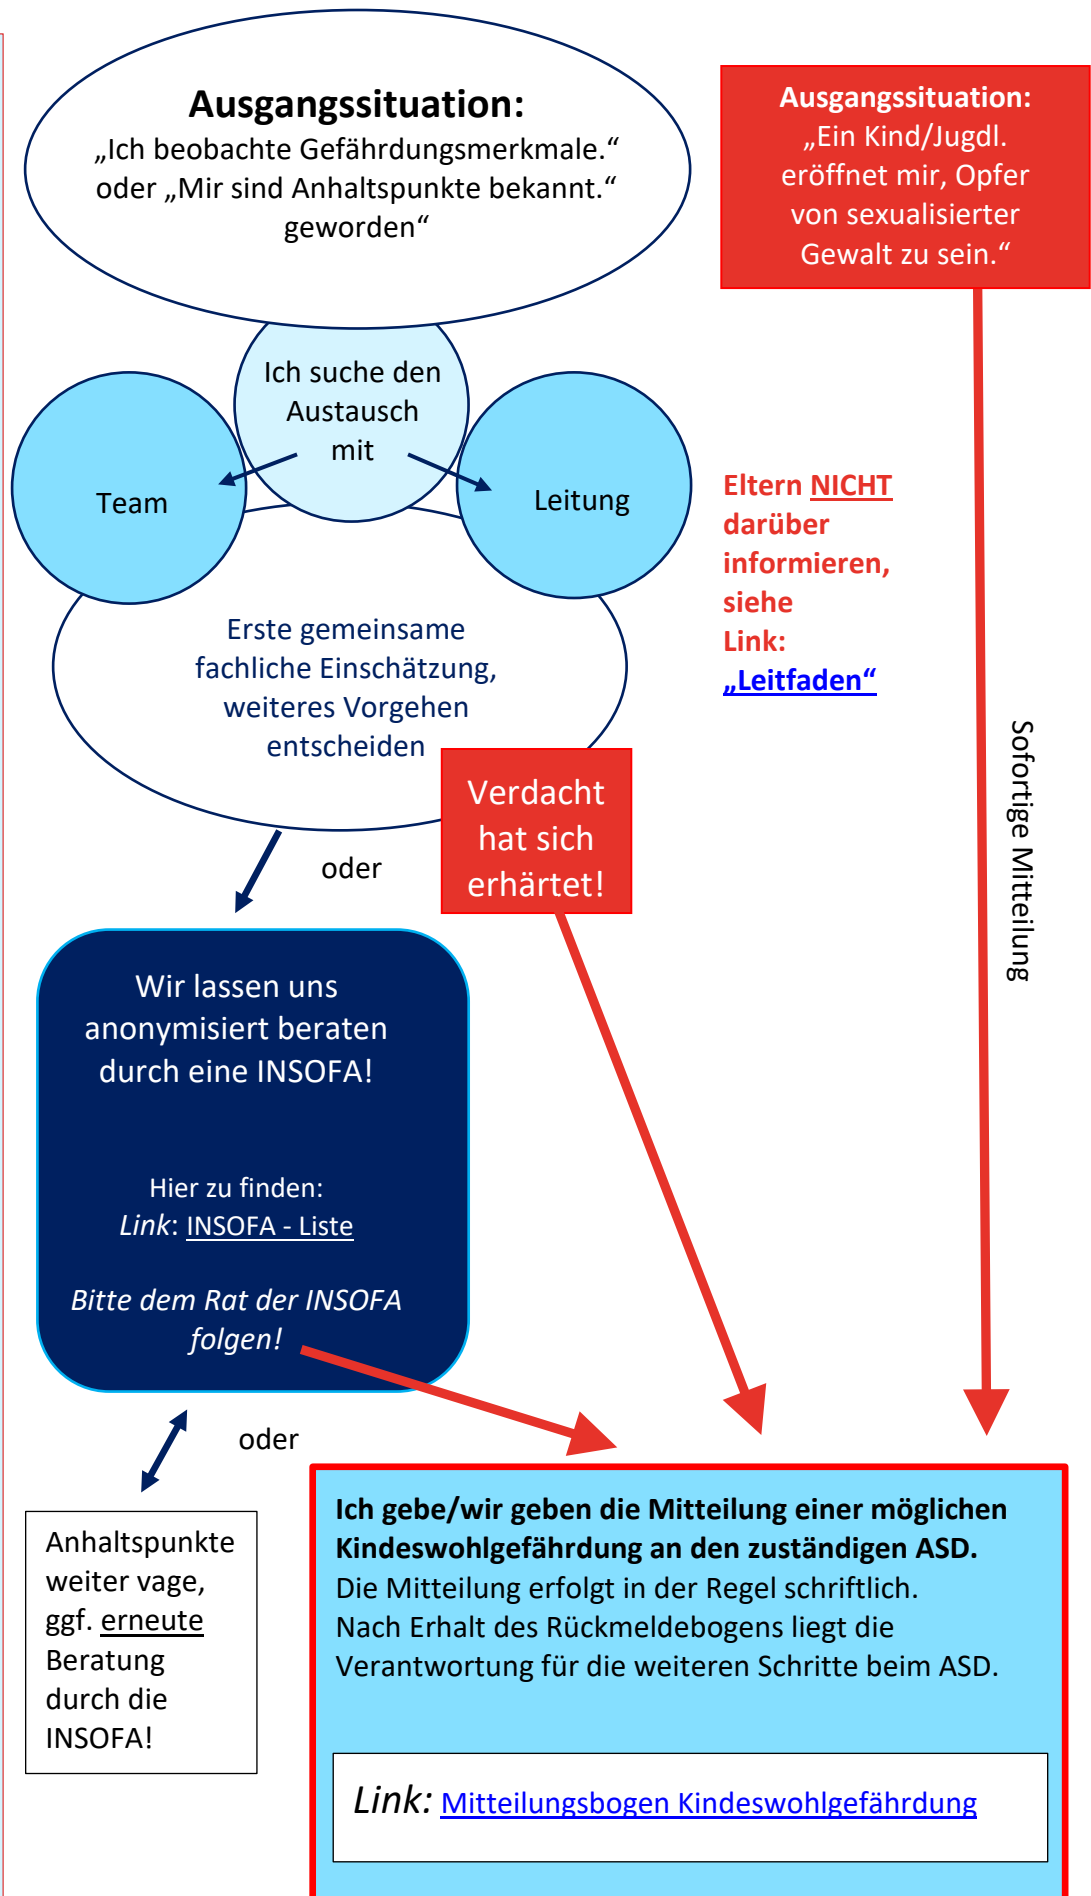 Ausgangssituation:
„Ich beobachte Gefährdungsmerkmale.“
oder „Mir sind Anhaltspunkte bekannt.“
geworden“
Ausgangssituation:
„Ein Kind/Jugdl.
eröffnet mir, Opfer
von sexualisierter
Gewalt zu sein.“
Ich suche den
Austausch
mit
Team
Leitung
Eltern NICHT
darüber
informieren,
siehe
Link:
„Leitfaden“
Erste gemeinsame
fachliche Einschätzung,
weiteres Vorgehen
entscheiden
Verdacht
hat sich
erhärtet!
Sofortige Mitteilung
oder
Wir lassen uns
anonymisiert beraten
durch eine INSOFA!
Hier zu finden:
Link: INSOFA - Liste
Bitte dem Rat der INSOFA
folgen!
oder
Anhaltspunkte
weiter vage,
ggf. erneute
Beratung
durch die
INSOFA!
Ich gebe/wir geben die Mitteilung einer möglichen
Kindeswohlgefährdung an den zuständigen ASD.
Die Mitteilung erfolgt in der Regel schriftlich.
Nach Erhalt des Rückmeldebogens liegt die
Verantwortung für die weiteren Schritte beim ASD.
Link: Mitteilungsbogen Kindeswohlgefährdung